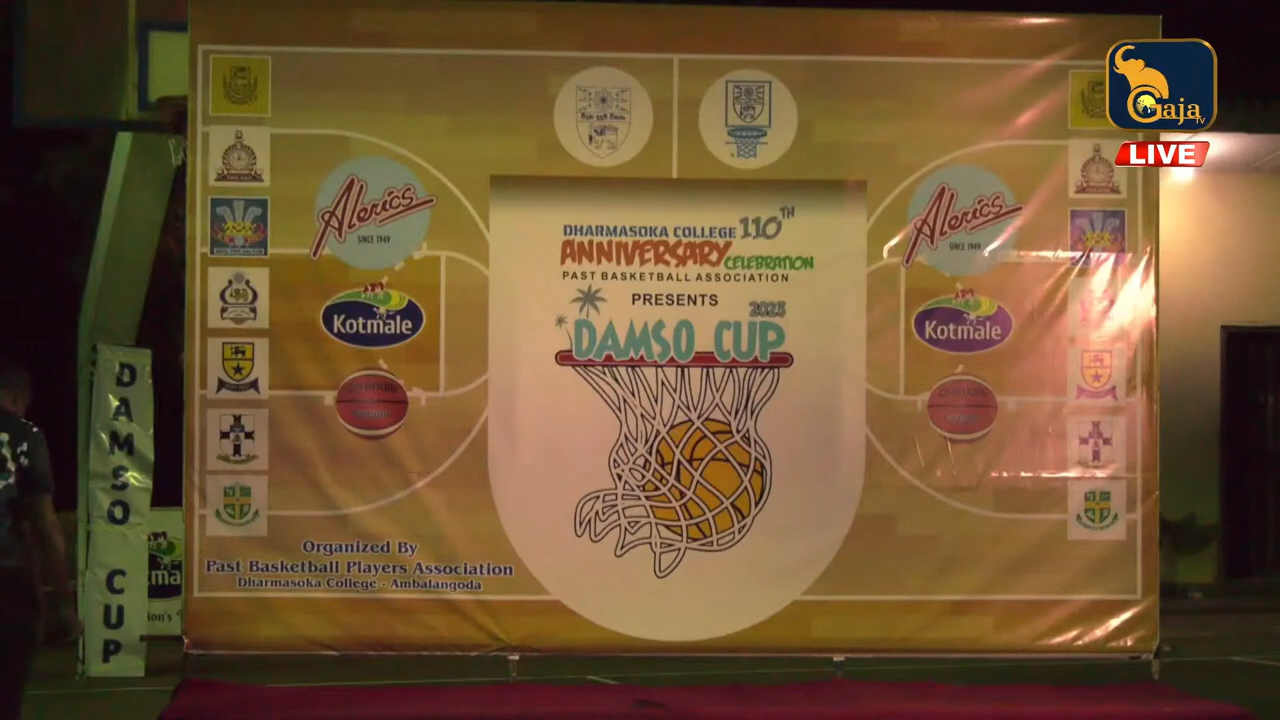 Gaja
TV
LIVE
Alerics
SINCE 1949
Kotmale
DHARMASOKA COLLEGE 110TH
ANNIVERSARY CELEBRATION
PAST BASKETBALL ASSOCIATION
PRESENTS
2023
DAMSO CUP
Alerics
SINCE 1949
Kotmale
Organized By
Past Basketball Players Association
Dharmasoka College - Ambalangoda
DAMSO CUP